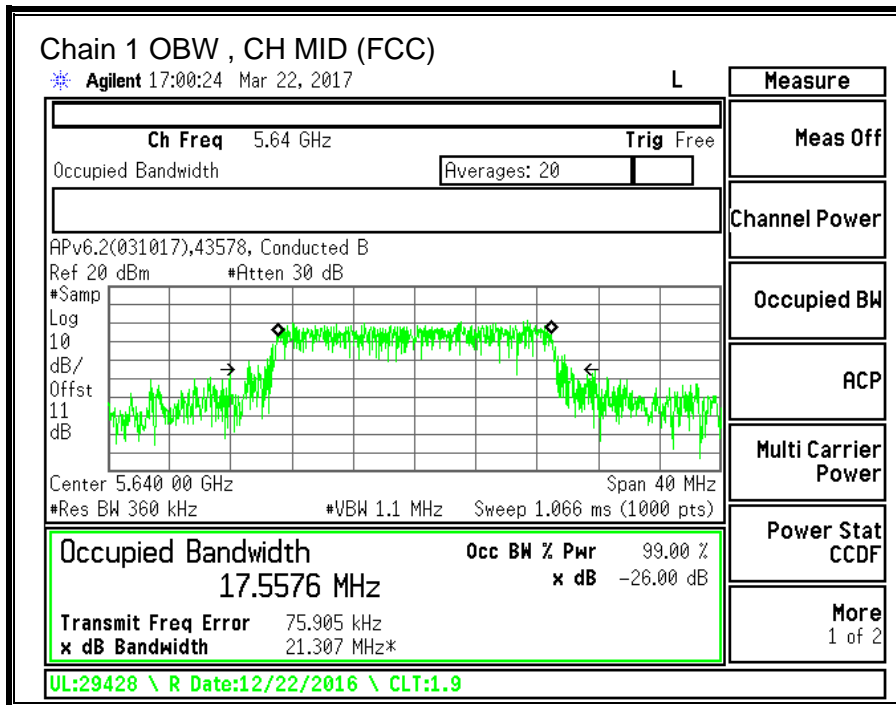 Chain 1 OBW , CH MID (FCC)
Agilent 17:00:24 Mar 22, 2017 L Measure
Ch Freq 5.64 GHz Trig Free
Occupied Bandwidth Averages: 20
APv6.2(031017),43578, Conducted B
Ref 20 dBm #Atten 30 dB
#Samp
Log
10
dB/
Offst
11
dB
Center 5.640 00 GHz Span 40 MHz
#Res BW 360 kHz #VBW 1.1 MHz Sweep 1.066 ms (1000 pts)
Occupied Bandwidth Occ BW % Pwr 99.00 %
17.5576 MHz x dB -26.00 dB
Transmit Freq Error 75.905 kHz
x dB Bandwidth 21.307 MHz*
UL:29428 \ R Date:12/22/2016 \ CLT:1.9
Meas Off
Channel Power
Occupied BW
ACP
Multi Carrier
Power
Power Stat
CCDF
More
1 of 2